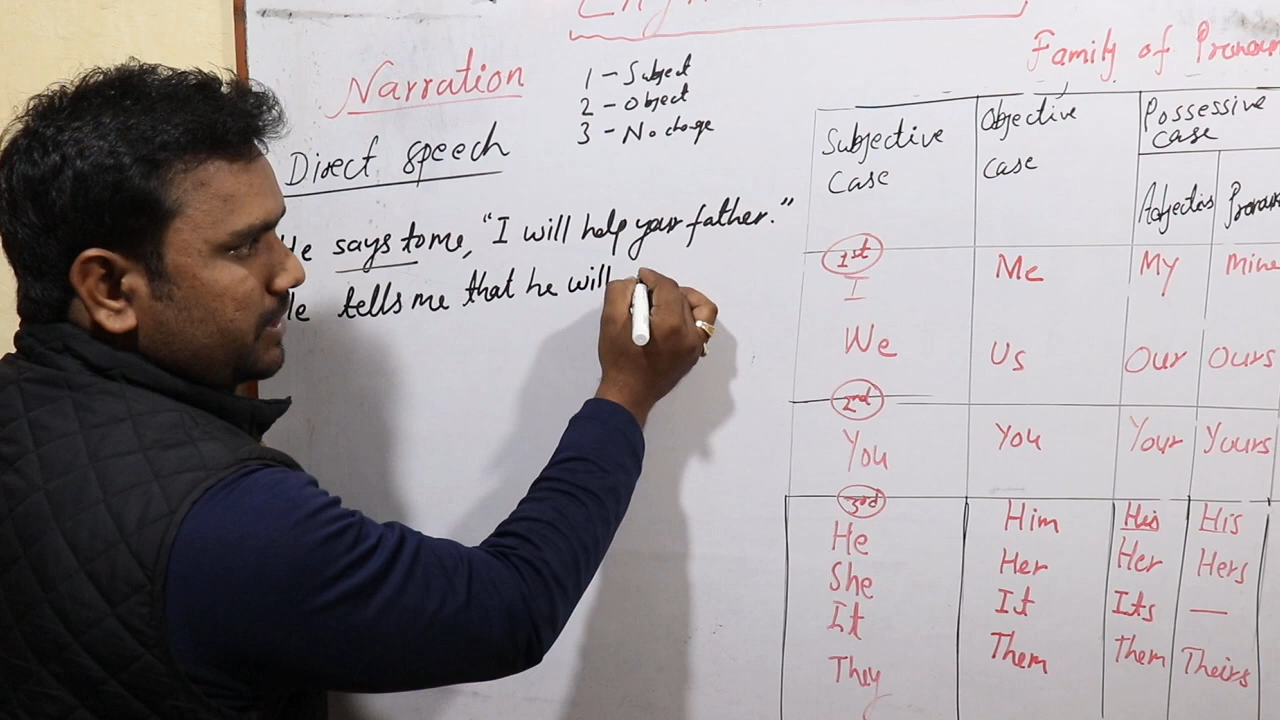 Narration
1 - Subject
2 - Object
3 - No change
Direct speech
He says to me, "I will help your father."
He tells me that he will
Family of Pronoun
Subjective Case
Objective case
Possessive case
Adjective
Pronoun
1st
I Me My Mine
We Us Our Ours
2nd
You You Your Yours
3rd
He Him His His
She Her Her Hers
It It Its —
They Them Them Theirs